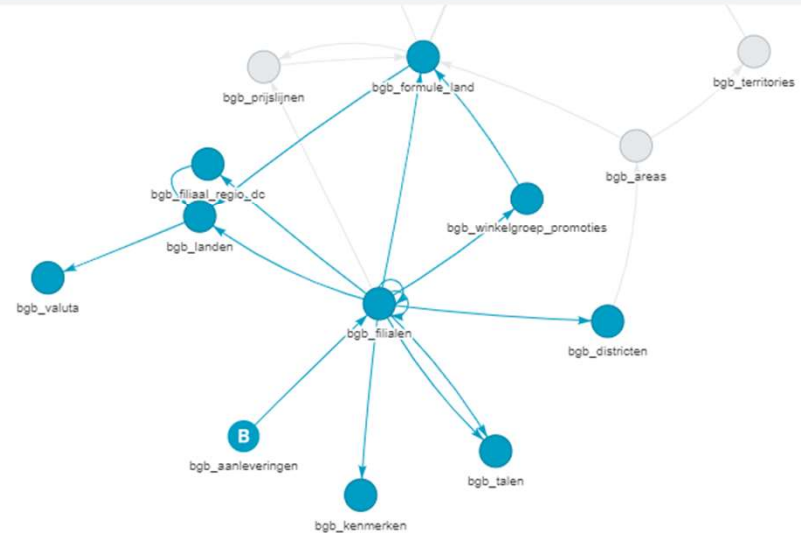 bgb_formule_land
bgb_territories
bgb_prijslijnen
bgb_areas
bgb_filiaal_regio_dc
bgb_winkelgroep_promoties
bgb_landen
bgb_valuta
bgb_filialen
bgb_districten
B
bgb_aanleveringen
bgb_talen
bgb_kenmerken